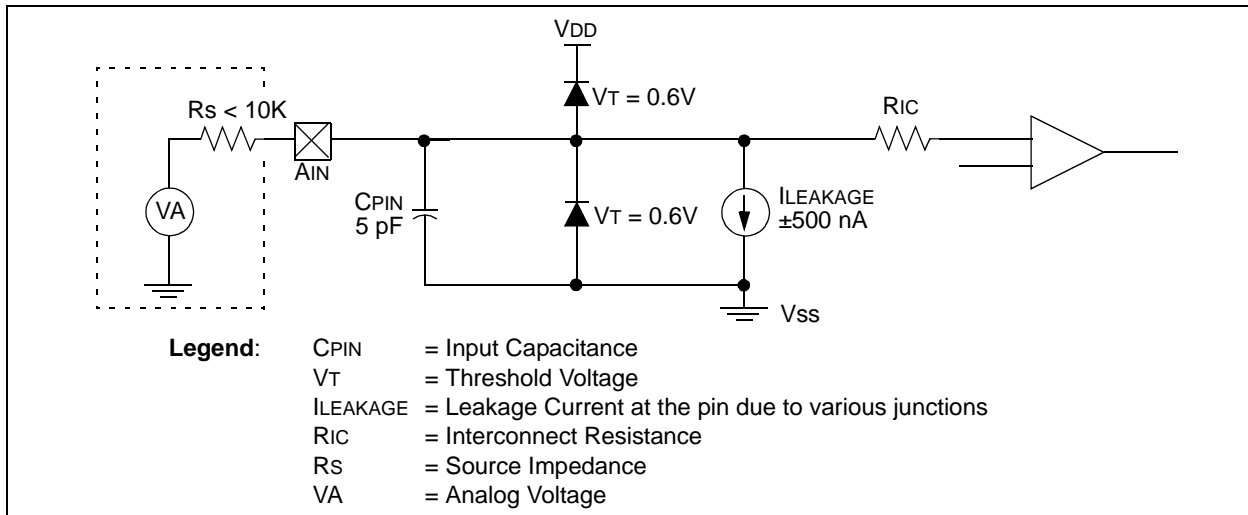 VDD
VT = 0.6V
RS < 10K
RIC
AIN
VA
CPIN
5 pF
VT = 0.6V
ILEAKAGE
±500 nA
VSS
Legend: CPIN = Input Capacitance
VT = Threshold Voltage
ILEAKAGE = Leakage Current at the pin due to various junctions
RIC = Interconnect Resistance
RS = Source Impedance
VA = Analog Voltage